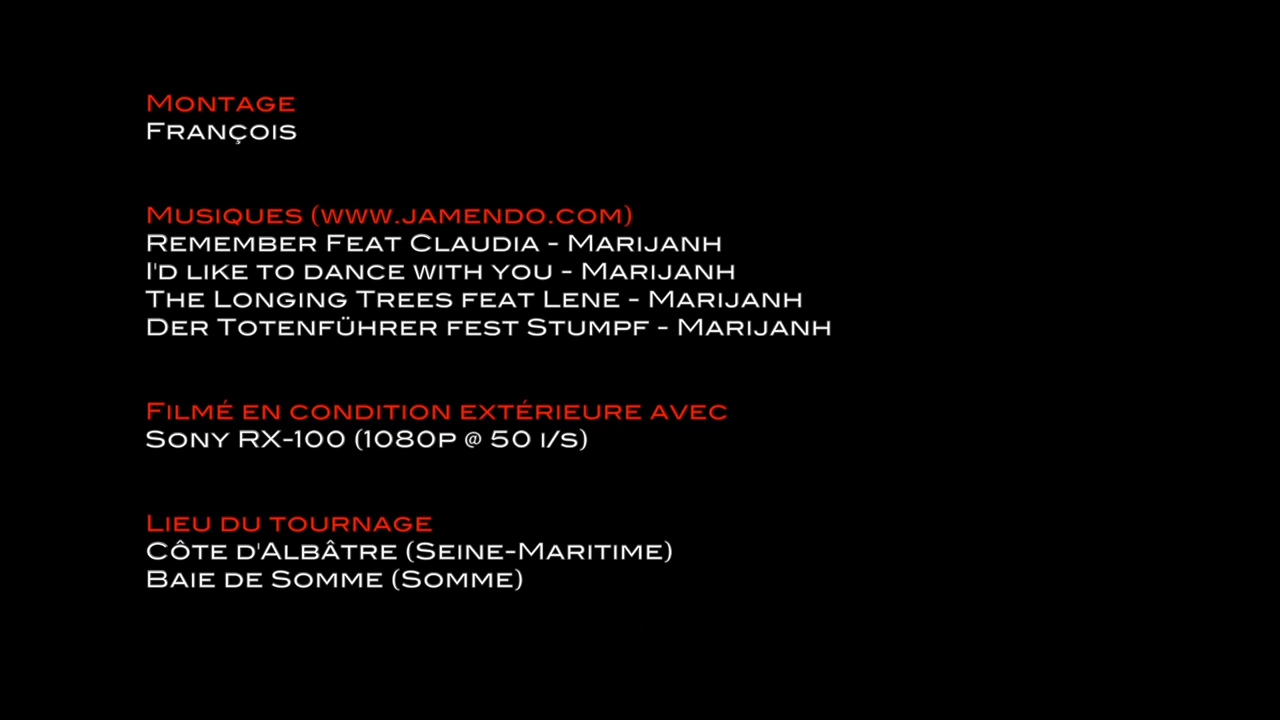 Montage
François
Musiques (www.jamendo.com)
Remember Feat Claudia - Marijanh
I'd like to dance with you - Marijanh
The Longing Trees feat Lene - Marijanh
Der Totenführer fest Stumpf - Marijanh
Filmé en condition extérieure avec
Sony RX-100 (1080p @ 50 i/s)
Lieu du tournage
Côte d'Albâtre (Seine-Maritime)
Baie de Somme (Somme)